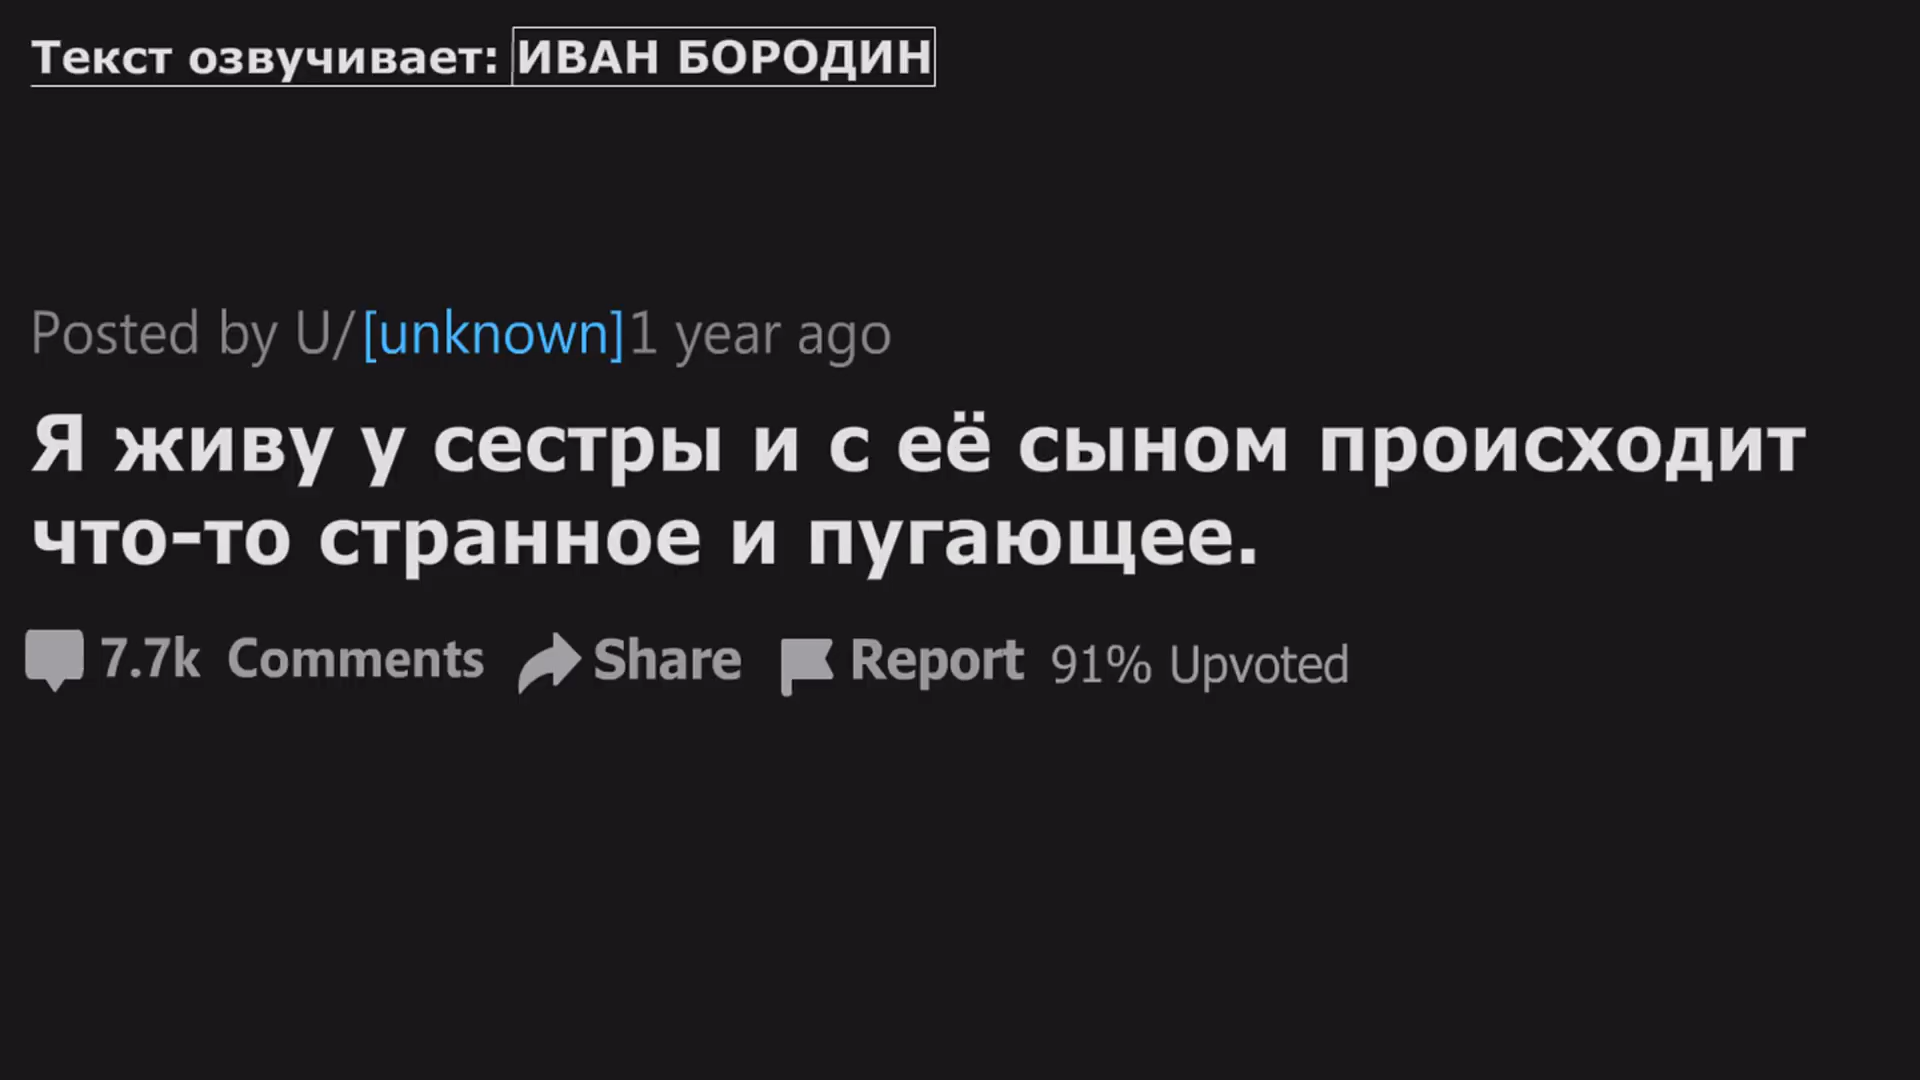 Текст озвучивает: ИВАН БОРОДИН
Posted by U/[unknown]1 year ago
Я живу у сестры и с её сыном происходит
что-то странное и пугающее.
7.7k Comments Share Report 91% Upvoted